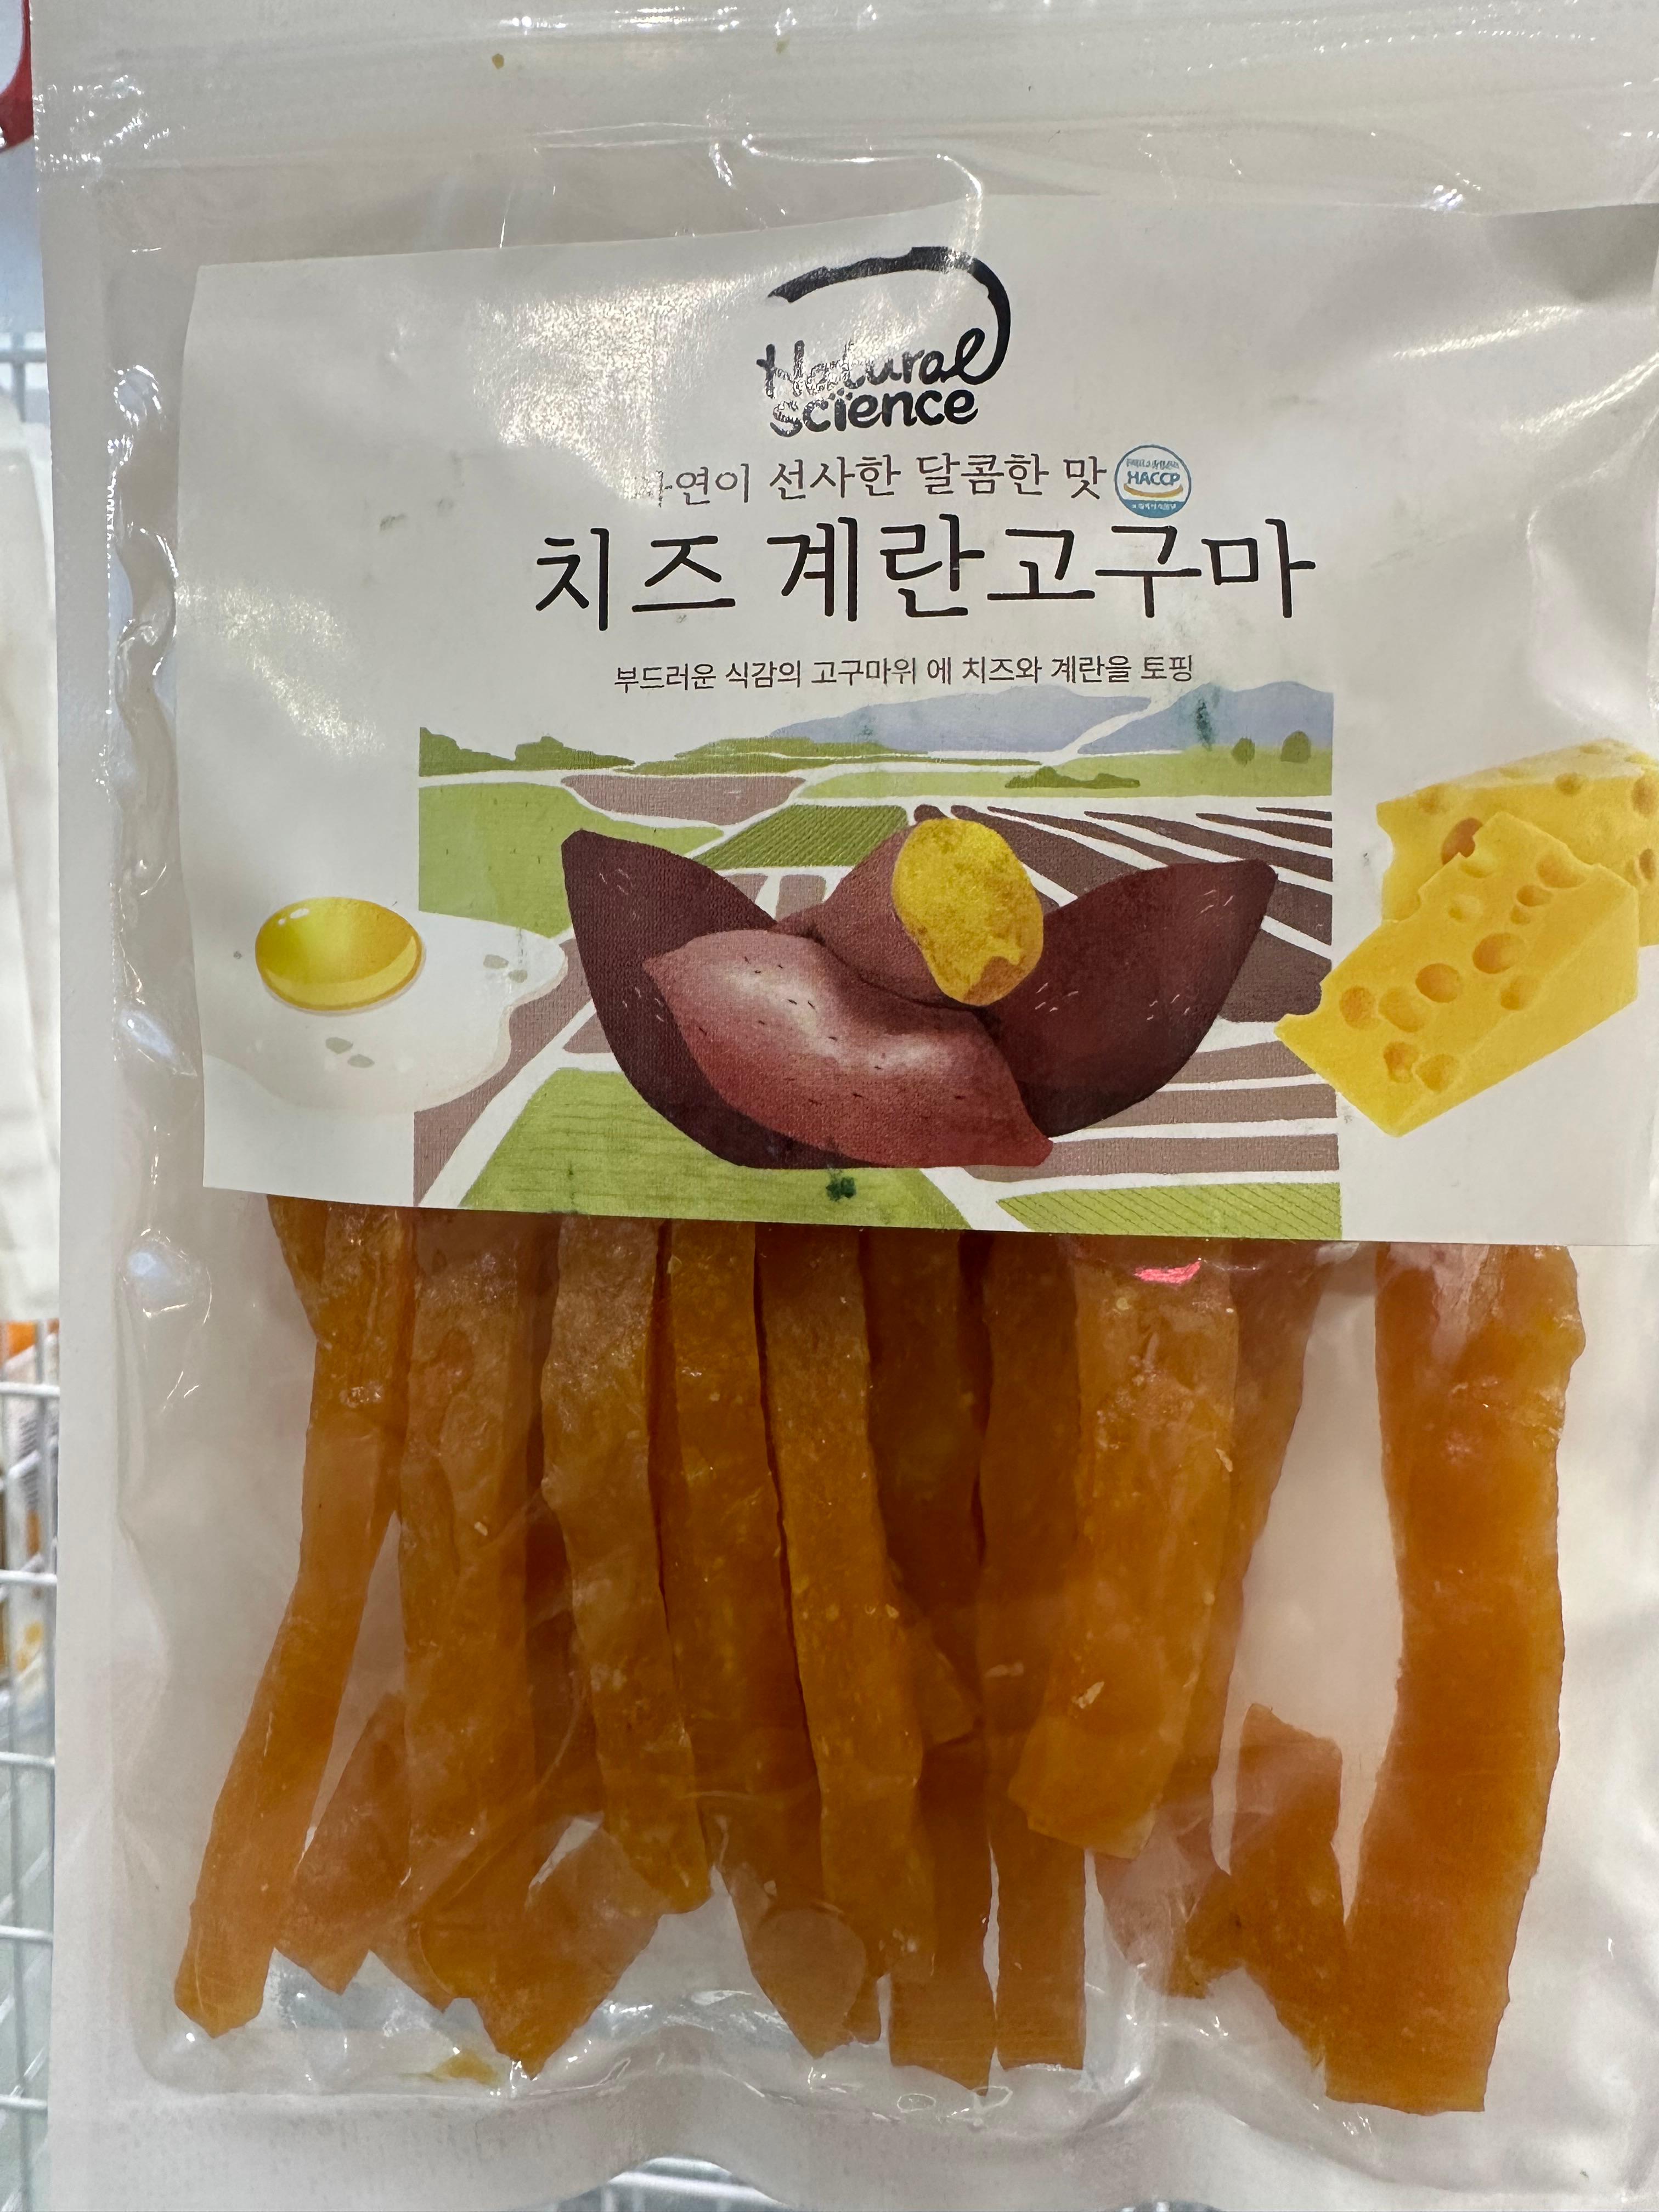 Natural
science
자연이 선사한 달콤한 맛
HACCP
치즈 계란고구마
부드러운 식감의 고구마위 에 치즈와 계란을 토핑